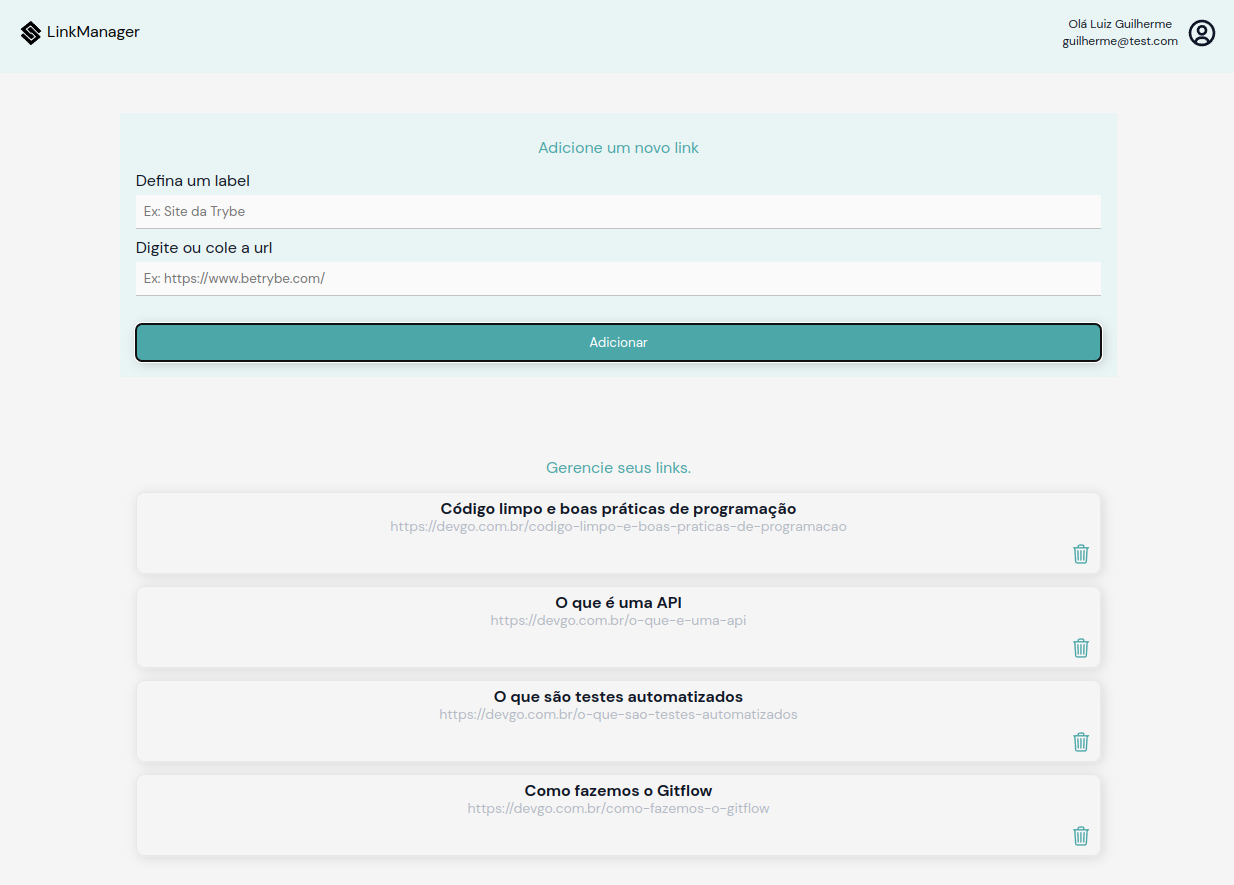 LinkManager
Olá Luiz Guilherme
guilherme@test.com
Adicione um novo link
Defina um label
Ex: Site da Trybe
Digite ou cole a url
Ex: https://www.betrybe.com/
Adicionar
Gerencie seus links.
Código limpo e boas práticas de programação
https://devgo.com.br/codigo-limpo-e-boas-praticas-de-programacao
O que é uma API
https://devgo.com.br/o-que-e-uma-api
O que são testes automatizados
https://devgo.com.br/o-que-sao-testes-automatizados
Como fazemos o Gitflow
https://devgo.com.br/como-fazemos-o-gitflow